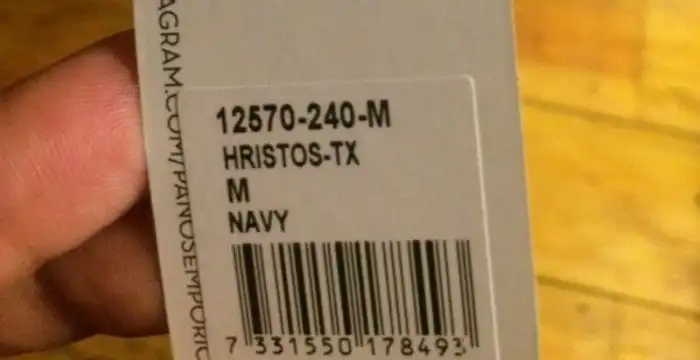 AGRAM.COM/PANOSEMPORIO
12570-240-M
HRISTOS-TX
M
NAVY
7 331550 178493